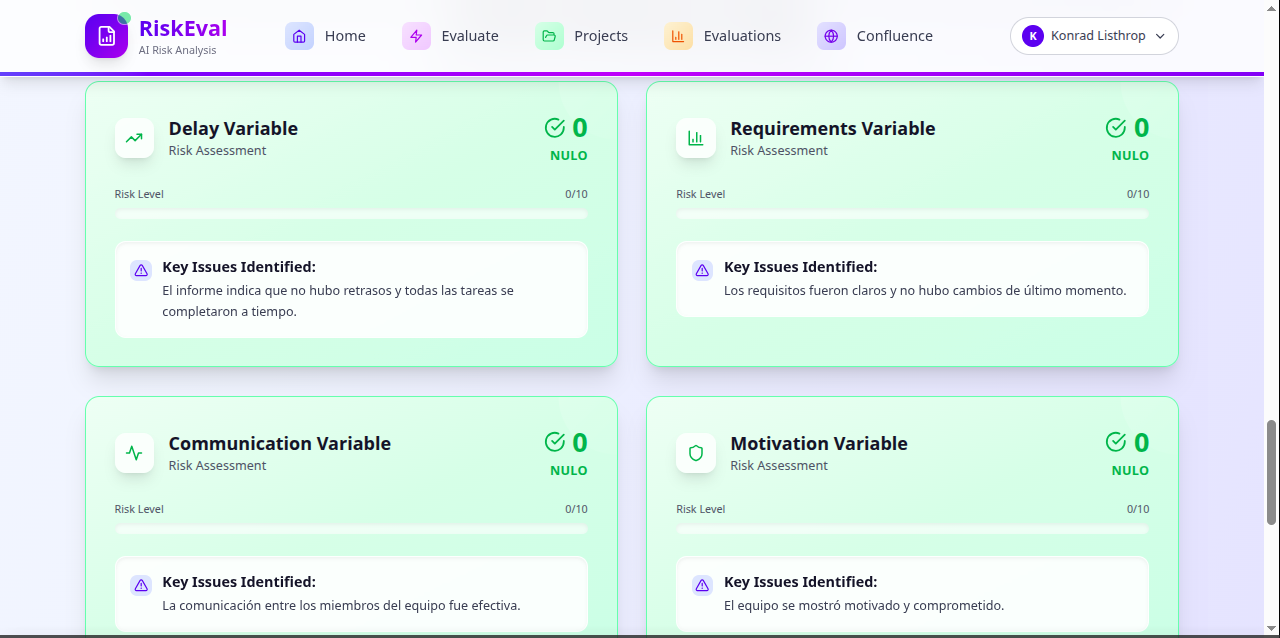 RiskEval
AI Risk Analysis
Home
Evaluate
Projects
Evaluations
Confluence
K
Konrad Listhrop
Delay Variable
Risk Assessment
0
NULO
Risk Level
0/10
Key Issues Identified:
El informe indica que no hubo retrasos y todas las tareas se
completaron a tiempo.
Requirements Variable
Risk Assessment
0
NULO
Risk Level
0/10
Key Issues Identified:
Los requisitos fueron claros y no hubo cambios de último momento.
Communication Variable
Risk Assessment
0
NULO
Risk Level
0/10
Key Issues Identified:
La comunicación entre los miembros del equipo fue efectiva.
Motivation Variable
Risk Assessment
0
NULO
Risk Level
0/10
Key Issues Identified:
El equipo se mostró motivado y comprometido.